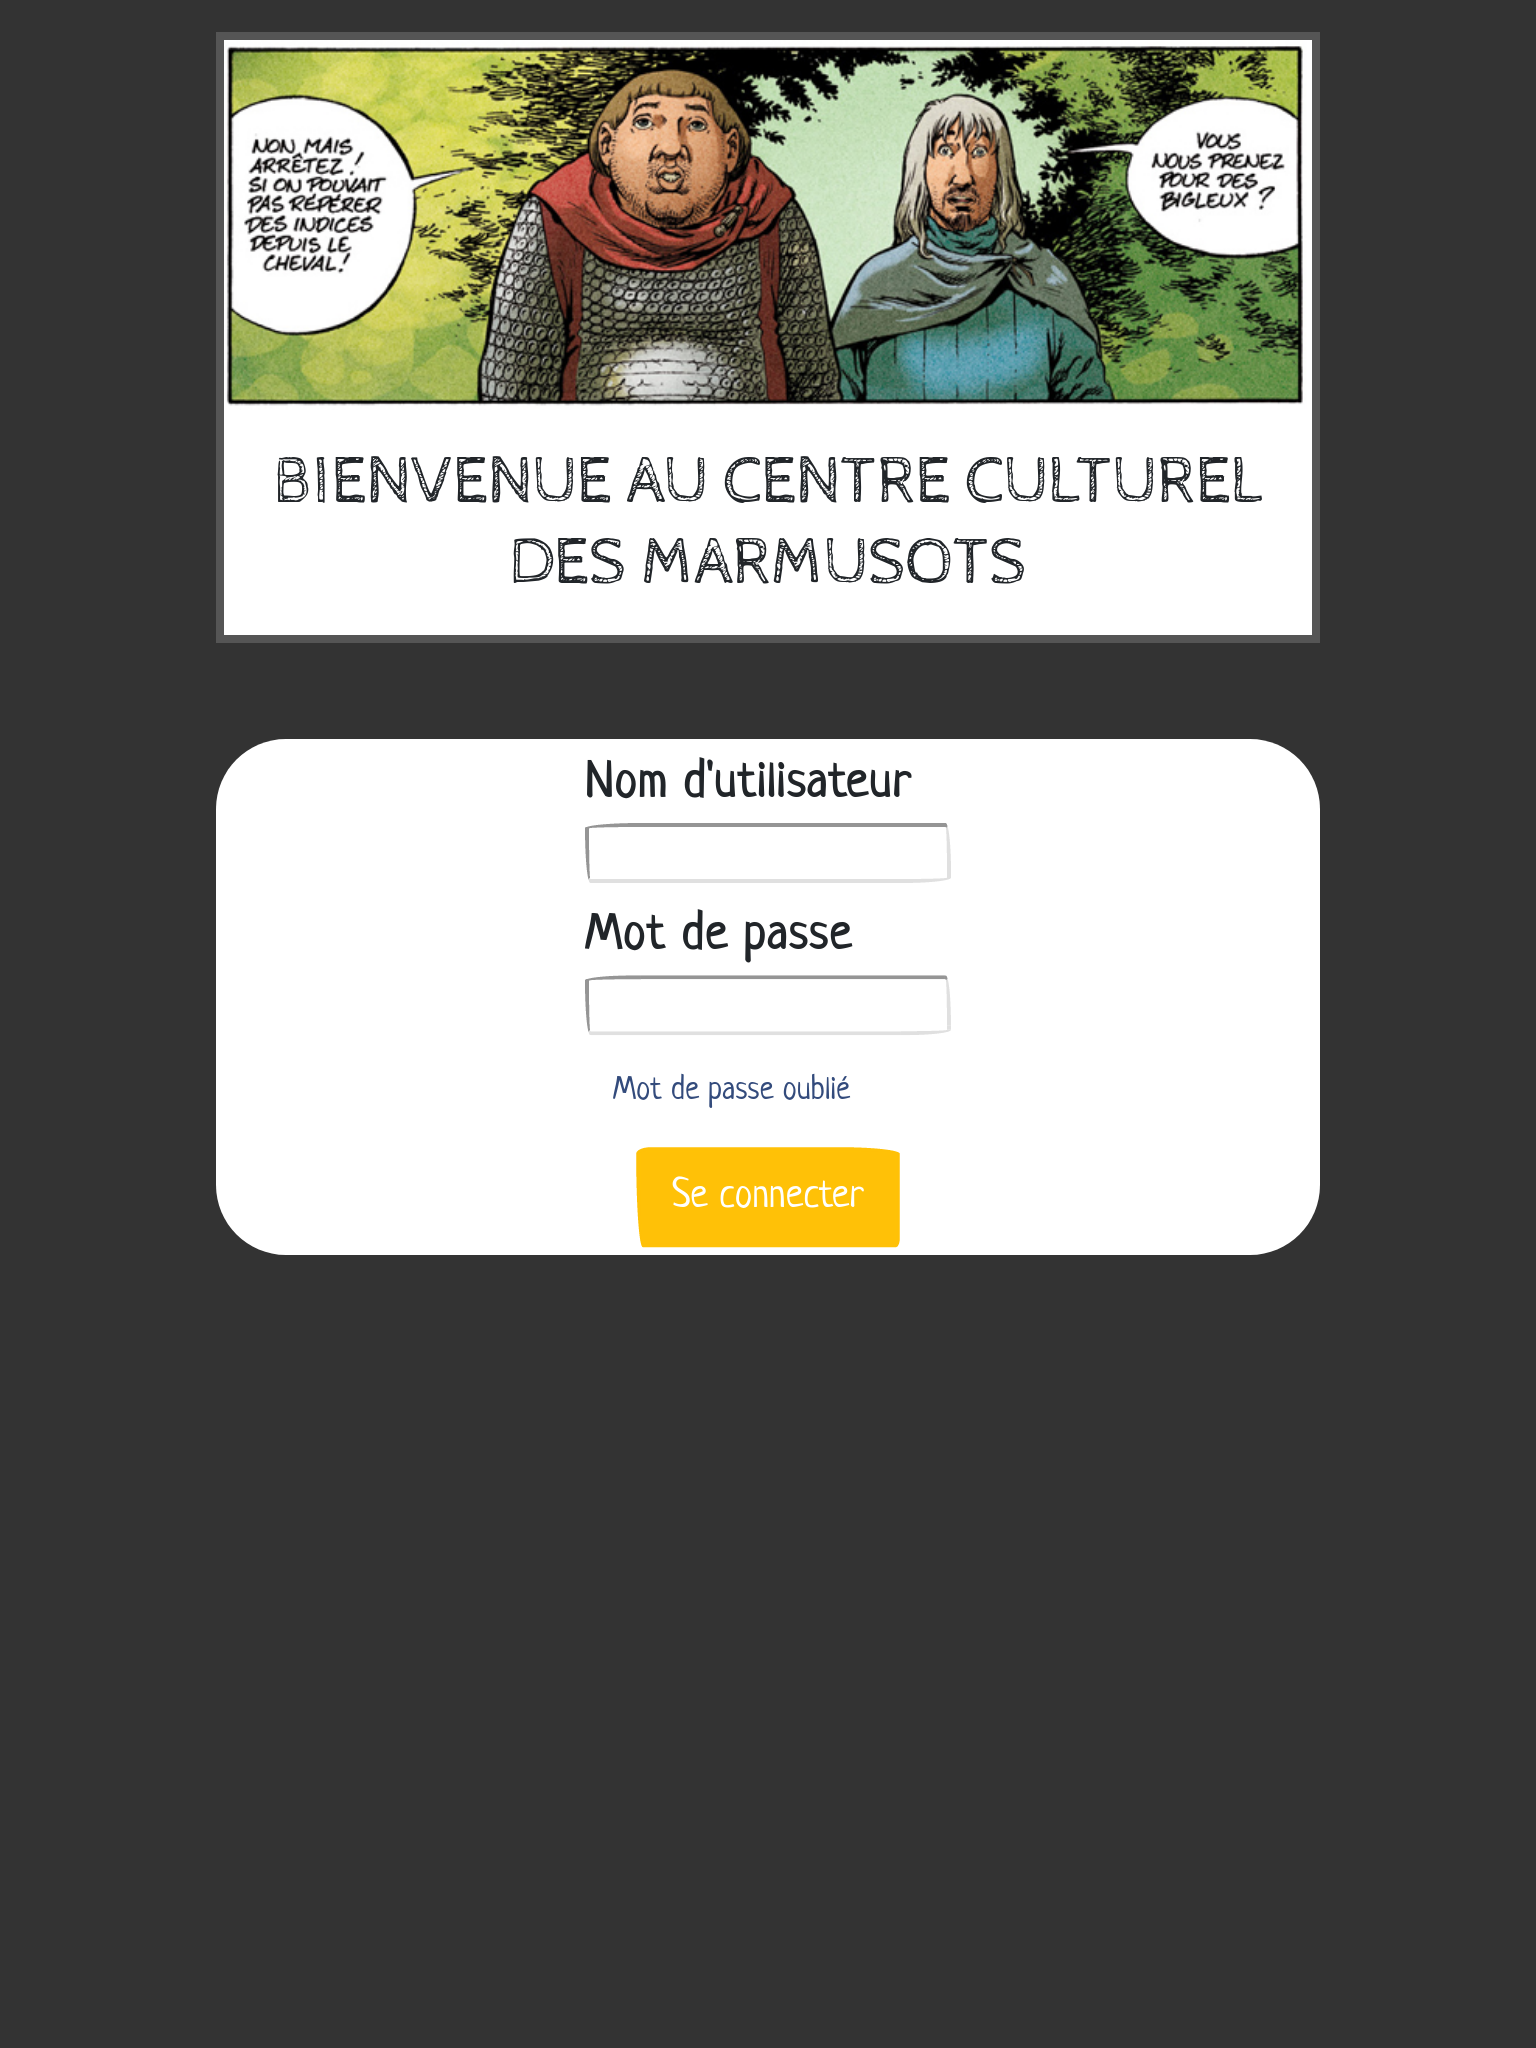 NON, MAIS
ARRÊTEZ !
SI ON POUVAIT
PAS RÉPÉRER
DES INDICES
DEPUIS LE
CHEVAL !
VOUS
NOUS PRENEZ
POUR DES
BIGLEUX ?
BIENVENUE AU CENTRE CULTUREL
DES MARMUSOTS
Nom d'utilisateur
Mot de passe
Mot de passe oublié
Se connecter